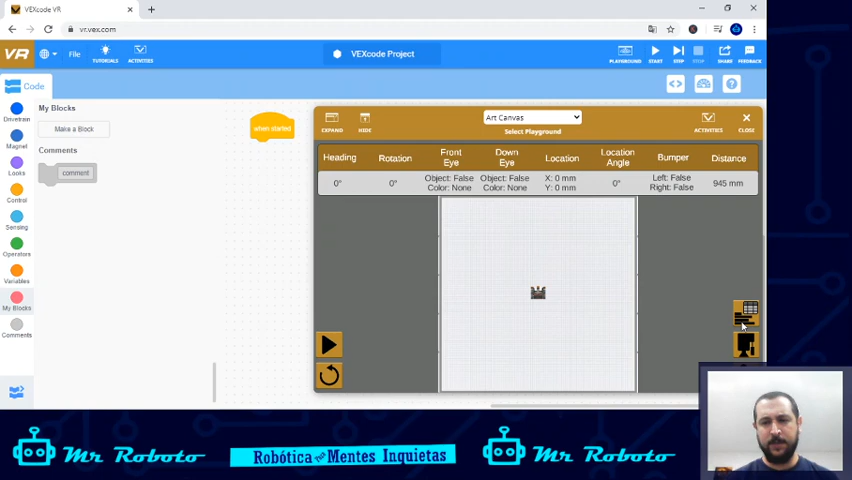 VEXcode VR
vr.vex.com
VR
File
TUTORIALS
ACTIVITIES
VEXcode Project
PLAYGROUND
START
STEP
SHARE
FEEDBACK
Code
My Blocks
Make a Block
Comments
comment
Drivetrain
Magnet
Looks
Control
Sensing
Operators
Variables
My Blocks
Comments
when started
EXPAND
HIDE
Art Canvas
Select Playground
ACTIVITIES
CLOSE
Heading Rotation Front Eye Down Eye Location Location Angle Bumper Distance
0° 0° Object: False Object: False X: 0 mm 0° Left: False 945 mm
Color: None Color: None Y: 0 mm Right: False
Mr Roboto
Robótica Para Mentes Inquietas
Mr Roboto